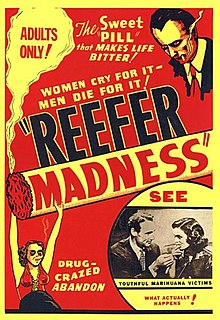 ADULTS
ONLY!
The Sweet
"PILL"
that MAKES LIFE
BITTER!
WOMEN CRY FOR IT–
MEN DIE FOR IT!
"REEFER
MADNESS"
SEE
DRUG-
CRAZED
ABANDON
YOUTHFUL MARIHUANA VICTIMS
WHAT ACTUALLY
HAPPENS!